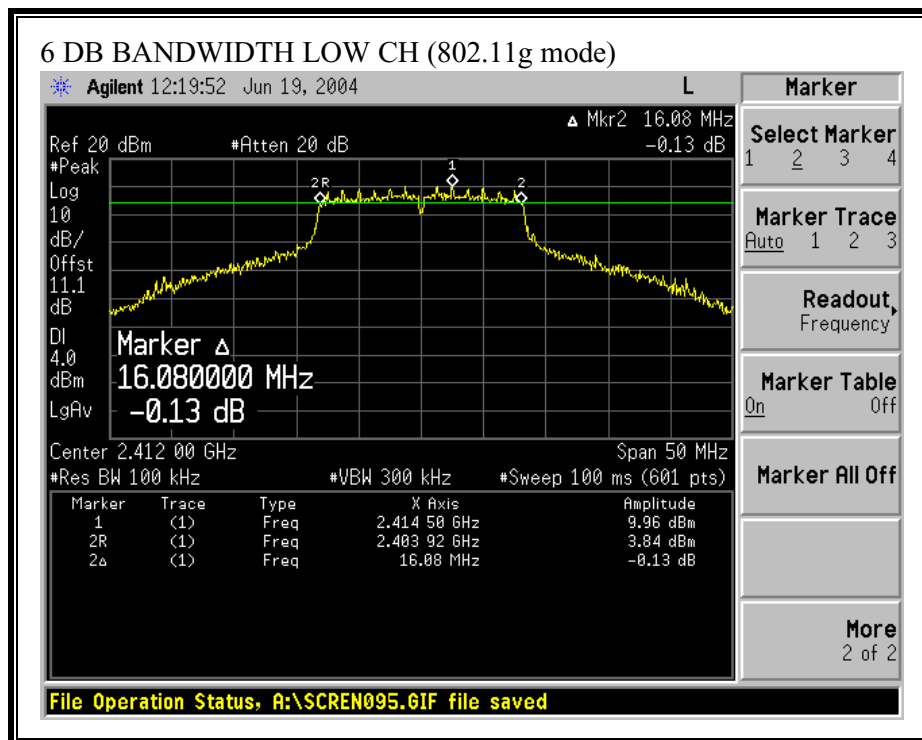 6 DB BANDWIDTH LOW CH (802.11g mode)
Agilent 12:19:52 Jun 19, 2004 L
Δ Mkr2 16.08 MHz
Ref 20 dBm #Atten 20 dB -0.13 dB
#Peak
Log
10
dB/
Offst
11.1
dB
DI
4.0
dBm
LgAv
2R 1 2
Marker Δ
16.080000 MHz
-0.13 dB
Center 2.412 00 GHz Span 50 MHz
#Res BW 100 kHz #VBW 300 kHz #Sweep 100 ms (601 pts)
Marker Trace Type X Axis Amplitude
1 (1) Freq 2.414 50 GHz 9.96 dBm
2R (1) Freq 2.403 92 GHz 3.84 dBm
2Δ (1) Freq 16.08 MHz -0.13 dB
Marker
Select Marker
1 2 3 4
Marker Trace
Auto 1 2 3
Readout
Frequency
Marker Table
On Off
Marker All Off
More
2 of 2
File Operation Status, A:\SCREN095.GIF file saved